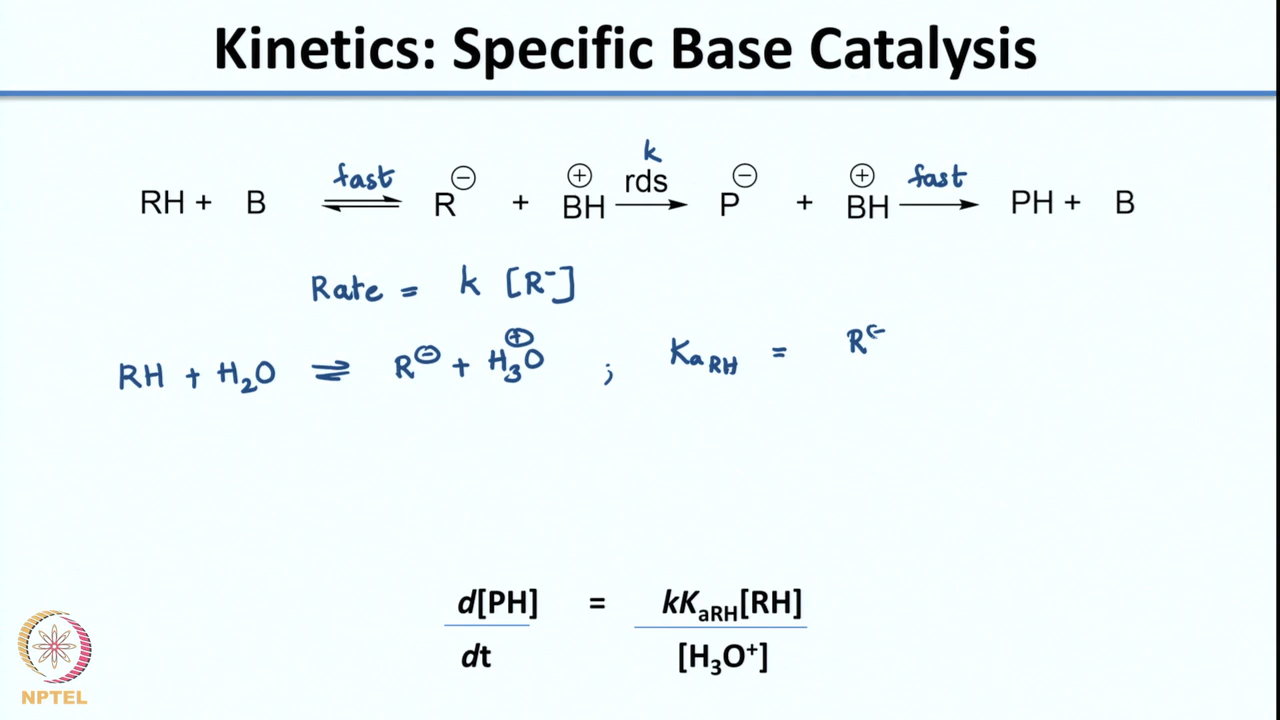 Kinetics: Specific Base Catalysis
RH + B ⇌ fast R⊖ + BH⊕ → k rds P⊖ + BH⊕ → fast PH + B
Rate = k [R⁻]
RH + H₂O ⇌ R⊖ + H₃O⊕ ; KaRH = R⊖
d[PH] = kKaRH[RH]
dt [H₃O⁺]
NPTEL